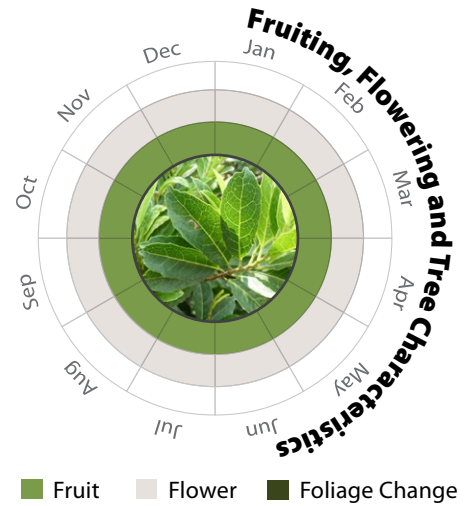 Fruiting, Flowering and Tree Characteristics
Jan
Feb
Mar
Apr
May
Jun
Jul
Aug
Sep
Oct
Nov
Dec
Fruit
Flower
Foliage Change